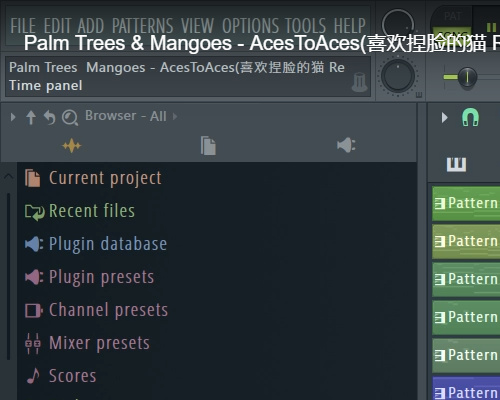 FILE EDIT ADD PATTERNS VIEW OPTIONS TOOLS HELP
PAT
Palm Trees & Mangoes - AcesToAces(喜欢捏脸的猫 R
Palm Trees Mangoes - AcesToAces(喜欢捏脸的猫 Re
Time panel
Browser - All
Current project
Recent files
Plugin database
Plugin presets
Channel presets
Mixer presets
Scores
Pattern
Pattern
Pattern
Pattern
Pattern
Pattern